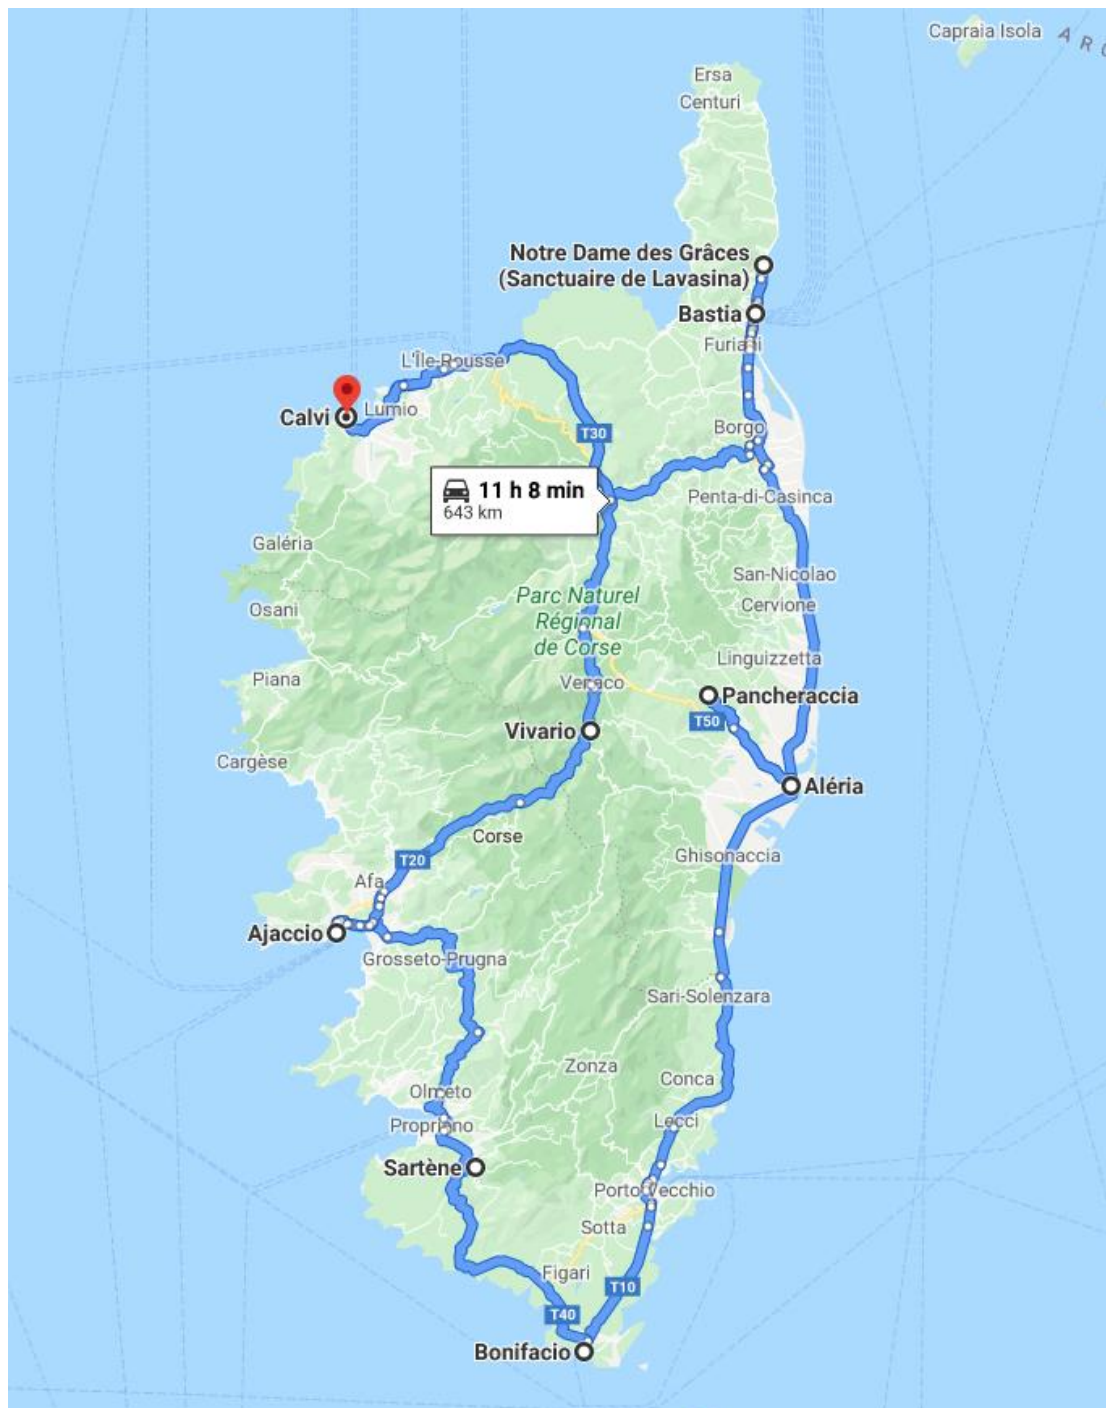 Capraia Isola
ARC
Ersa
Centuri
Notre Dame des Grâces
(Sanctuaire de Lavasina)
Bastia
Furiani
L'Île-Rousse
Calvi
Lumio
T30
Borgo
11 h 8 min
643 km
Penta-di-Casinca
Galéria
San-Nicolao
Cervione
Osani
Parc Naturel
Régional
de Corse
Linguizzetta
Piana
Venaco
Pancheraccia
T50
Vivario
Cargèse
Aléria
Corse
T20
Ghisonaccia
Afa
Ajaccio
Grosseto-Prugna
Sari-Solenzara
Zonza
Conca
Olmeto
Lecci
Propriano
Sartène
Porto-Vecchio
Sotta
Figari
T10
T40
Bonifacio